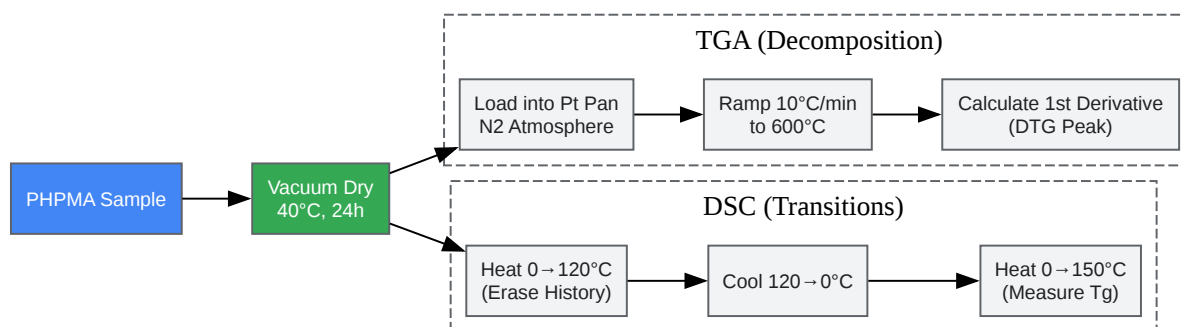 TGA (Decomposition)
Load into Pt Pan
N2 Atmosphere
Ramp 10°C/min
to 600°C
Calculate 1st Derivative
(DTG Peak)
PHPMA Sample
Vacuum Dry
40°C, 24h
DSC (Transitions)
Heat 0→120°C
(Erase History)
Cool 120→0°C
Heat 0→150°C
(Measure Tg)